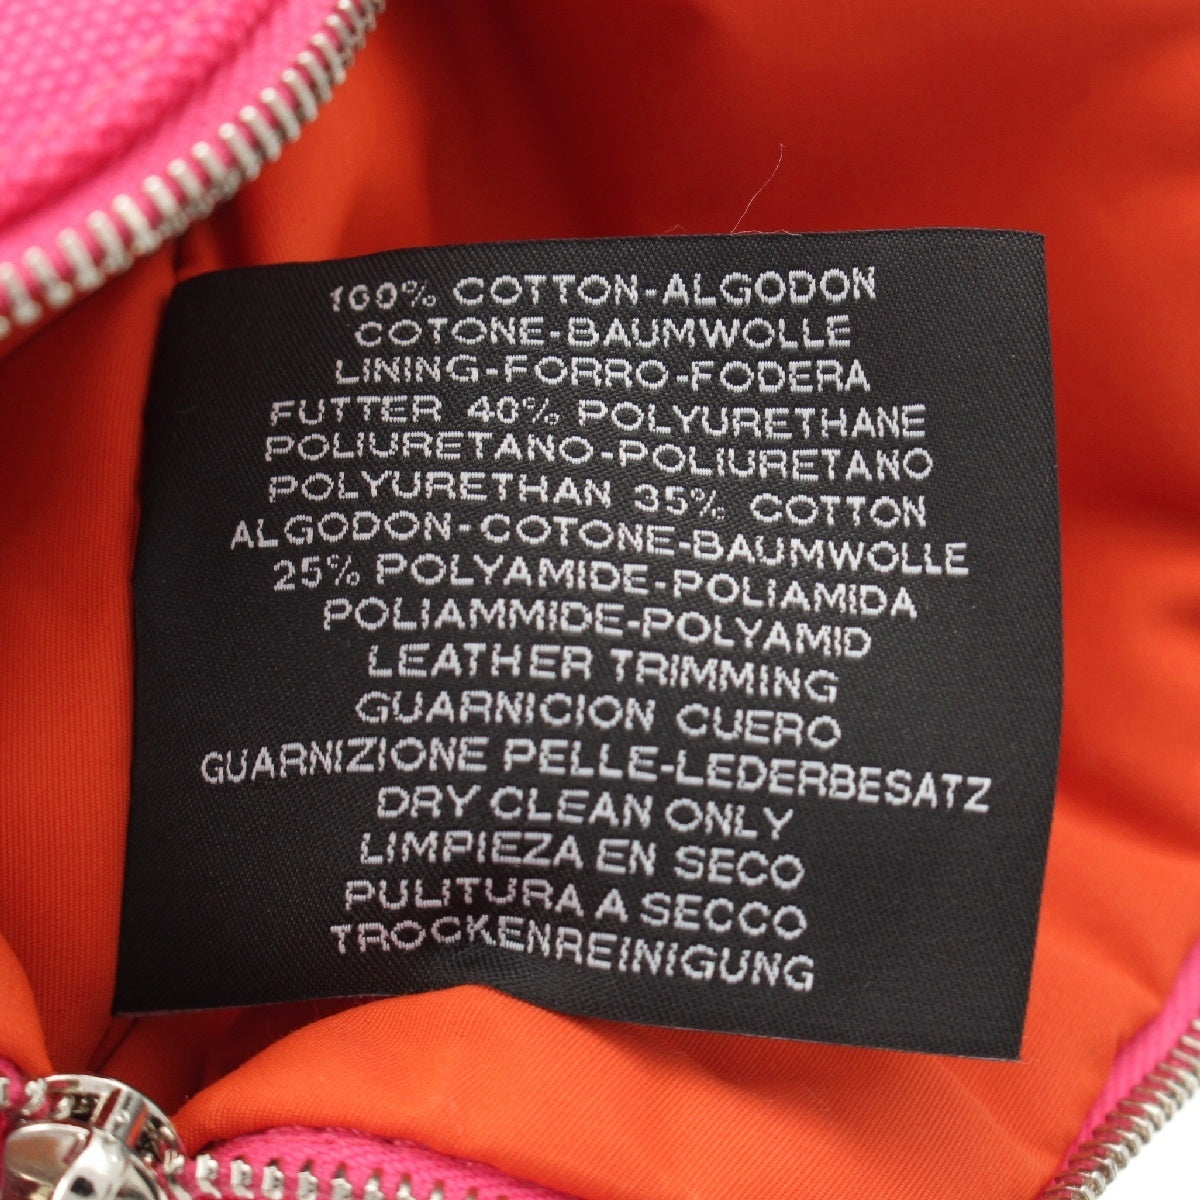 100% COTTON-ALGODON
COTONE-BAUMWOLLE
LINING-FORRO-FODERA
FUTTER 40% POLYURETHANE
POLIURETANO-POLIURETANO
POLYURETHAN 35% COTTON
ALGODON-COTONE-BAUMWOLLE
25% POLYAMIDE-POLIAMIDA
POLIAMMIDE-POLYAMID
LEATHER TRIMMING
GUARNICION CUERO
GUARNIZIONE PELLE-LEDERBESATZ
DRY CLEAN ONLY
LIMPIEZA EN SECO
PULITURA A SECCO
TROCKENREINIGUNG